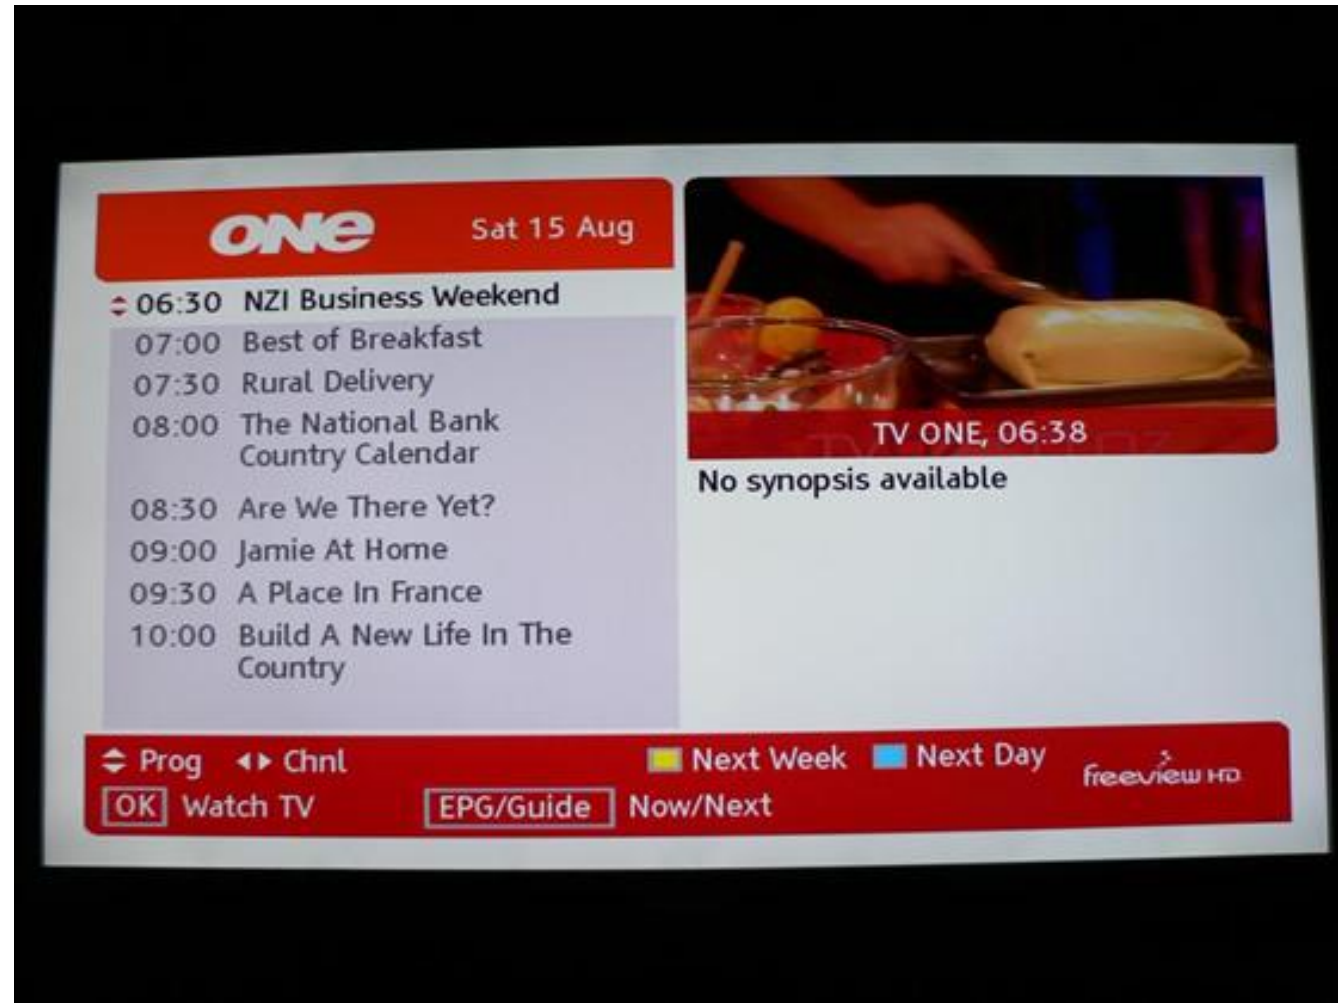 ONE
Sat 15 Aug
06:30 NZI Business Weekend
07:00 Best of Breakfast
07:30 Rural Delivery
08:00 The National Bank
Country Calendar
08:30 Are We There Yet?
09:00 Jamie At Home
09:30 A Place In France
10:00 Build A New Life In The
Country
TV ONE, 06:38
No synopsis available
Prog Chnl Next Week Next Day
OK Watch TV EPG/Guide Now/Next
freeview HD